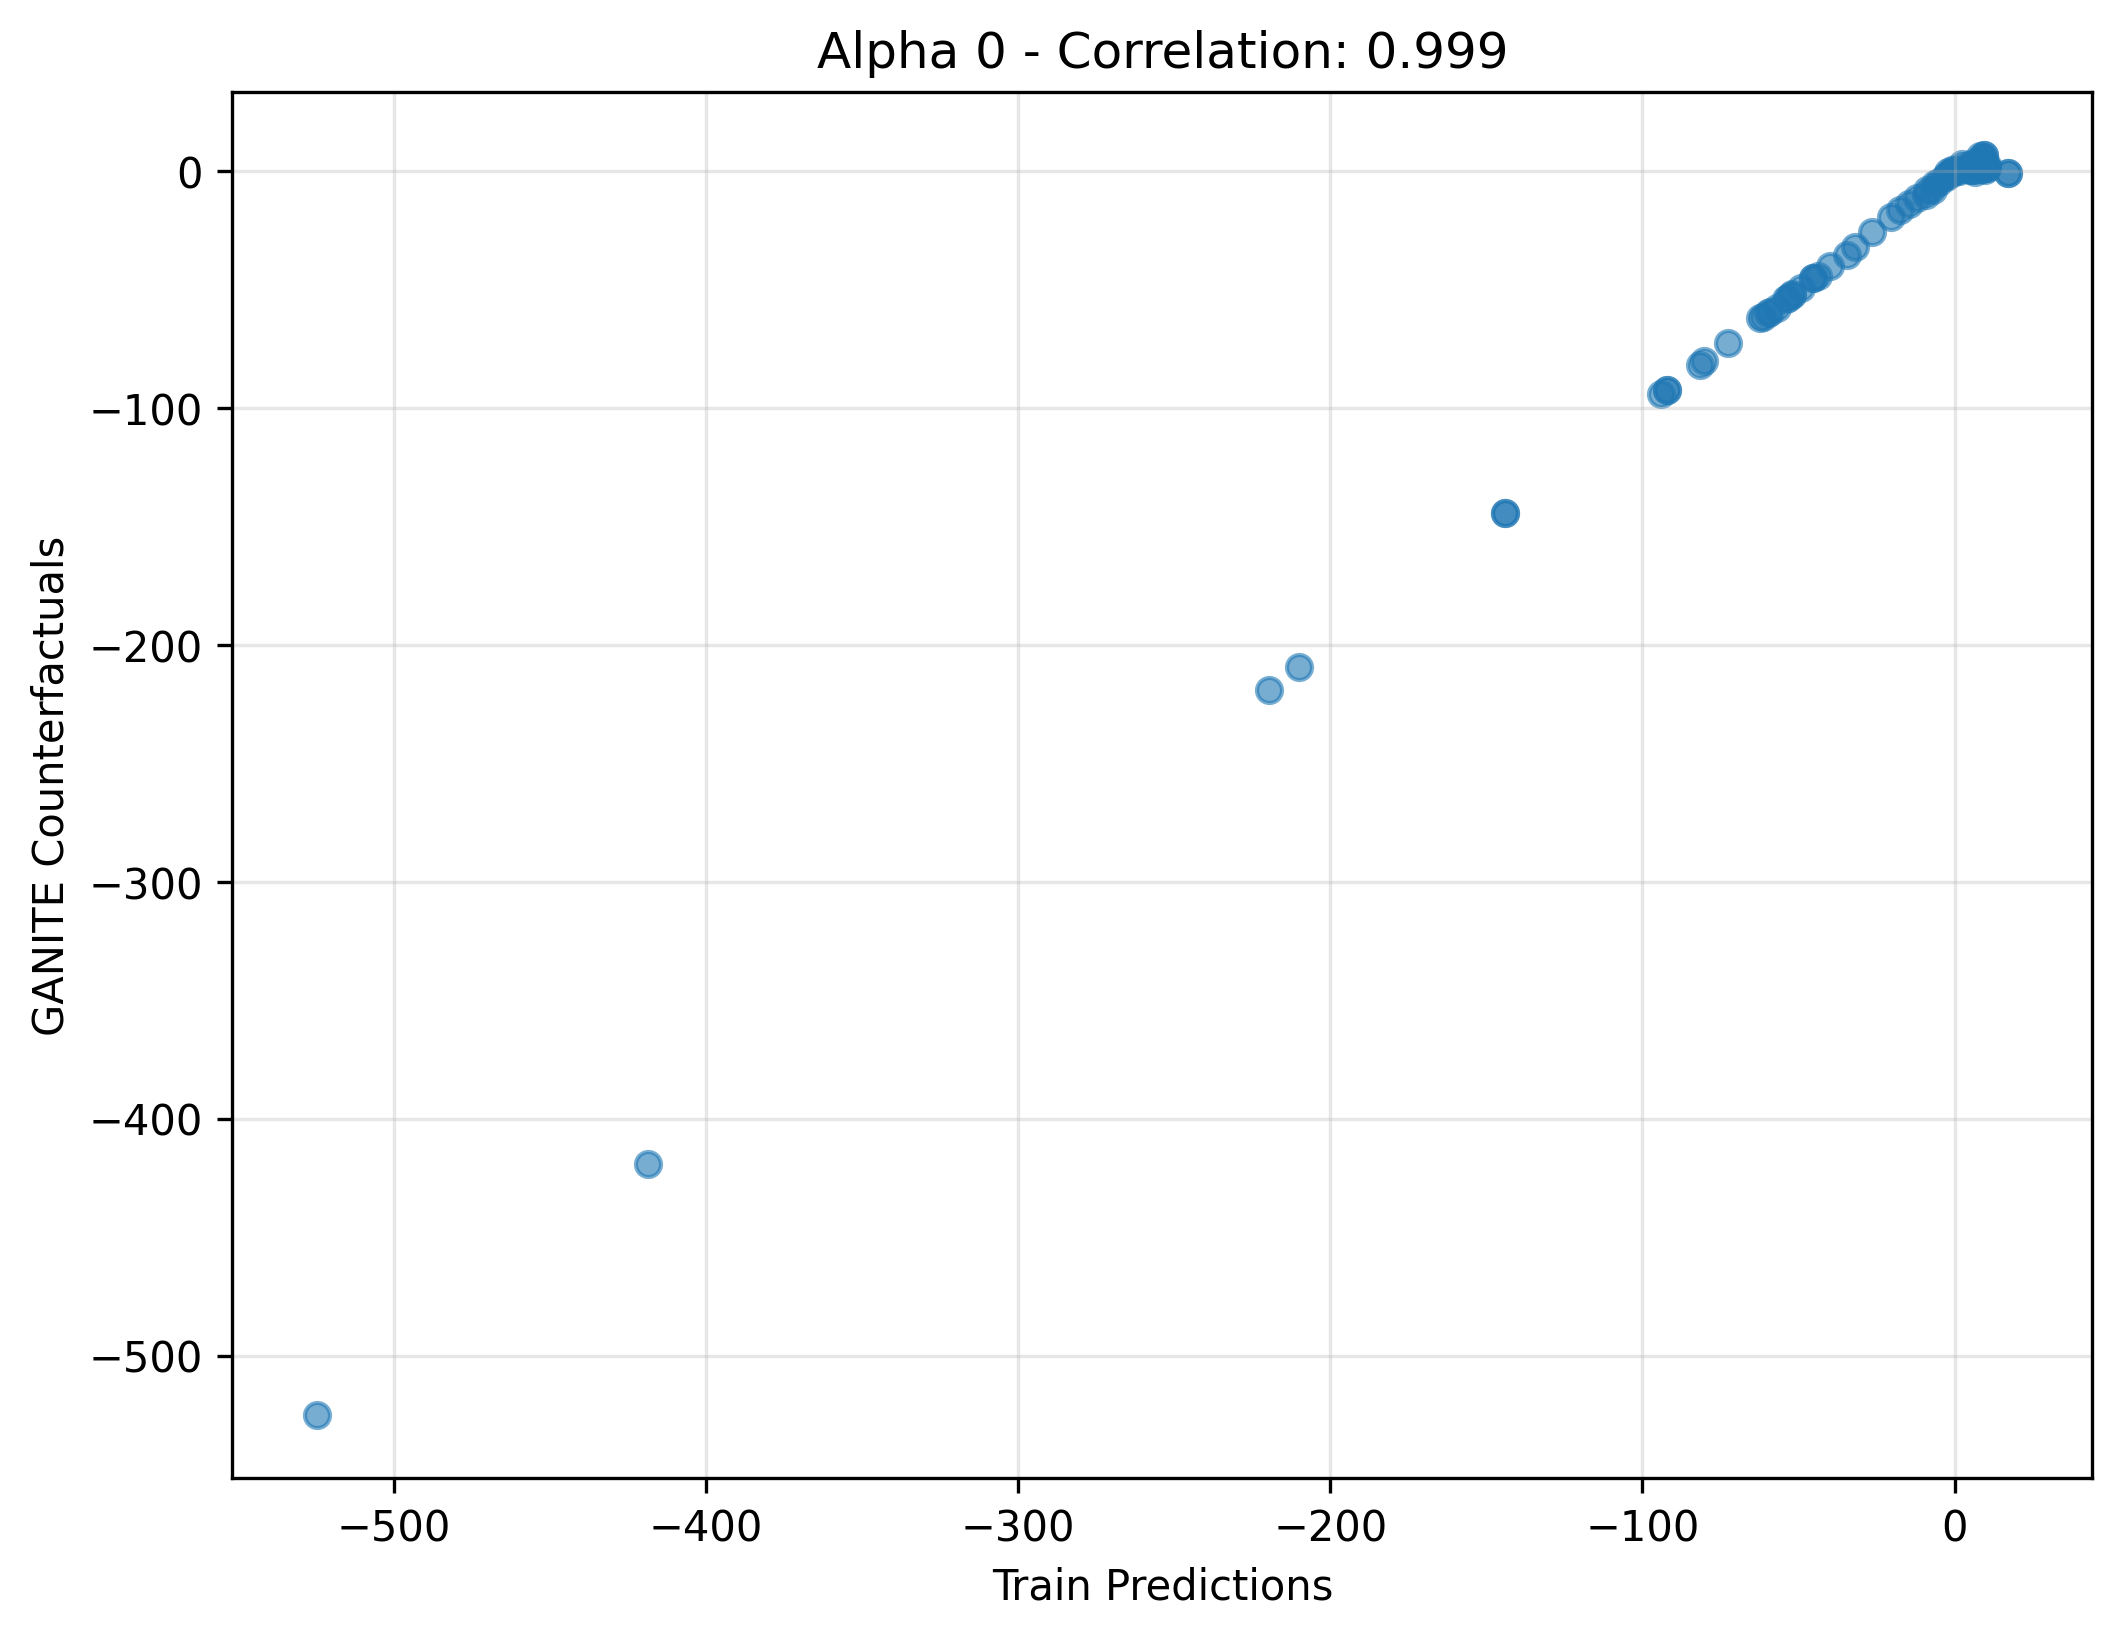 Alpha 0 - Correlation: 0.999
0
−100
−200
−300
−400
−500
GANITE Counterfactuals
−500 −400 −300 −200 −100 0
Train Predictions